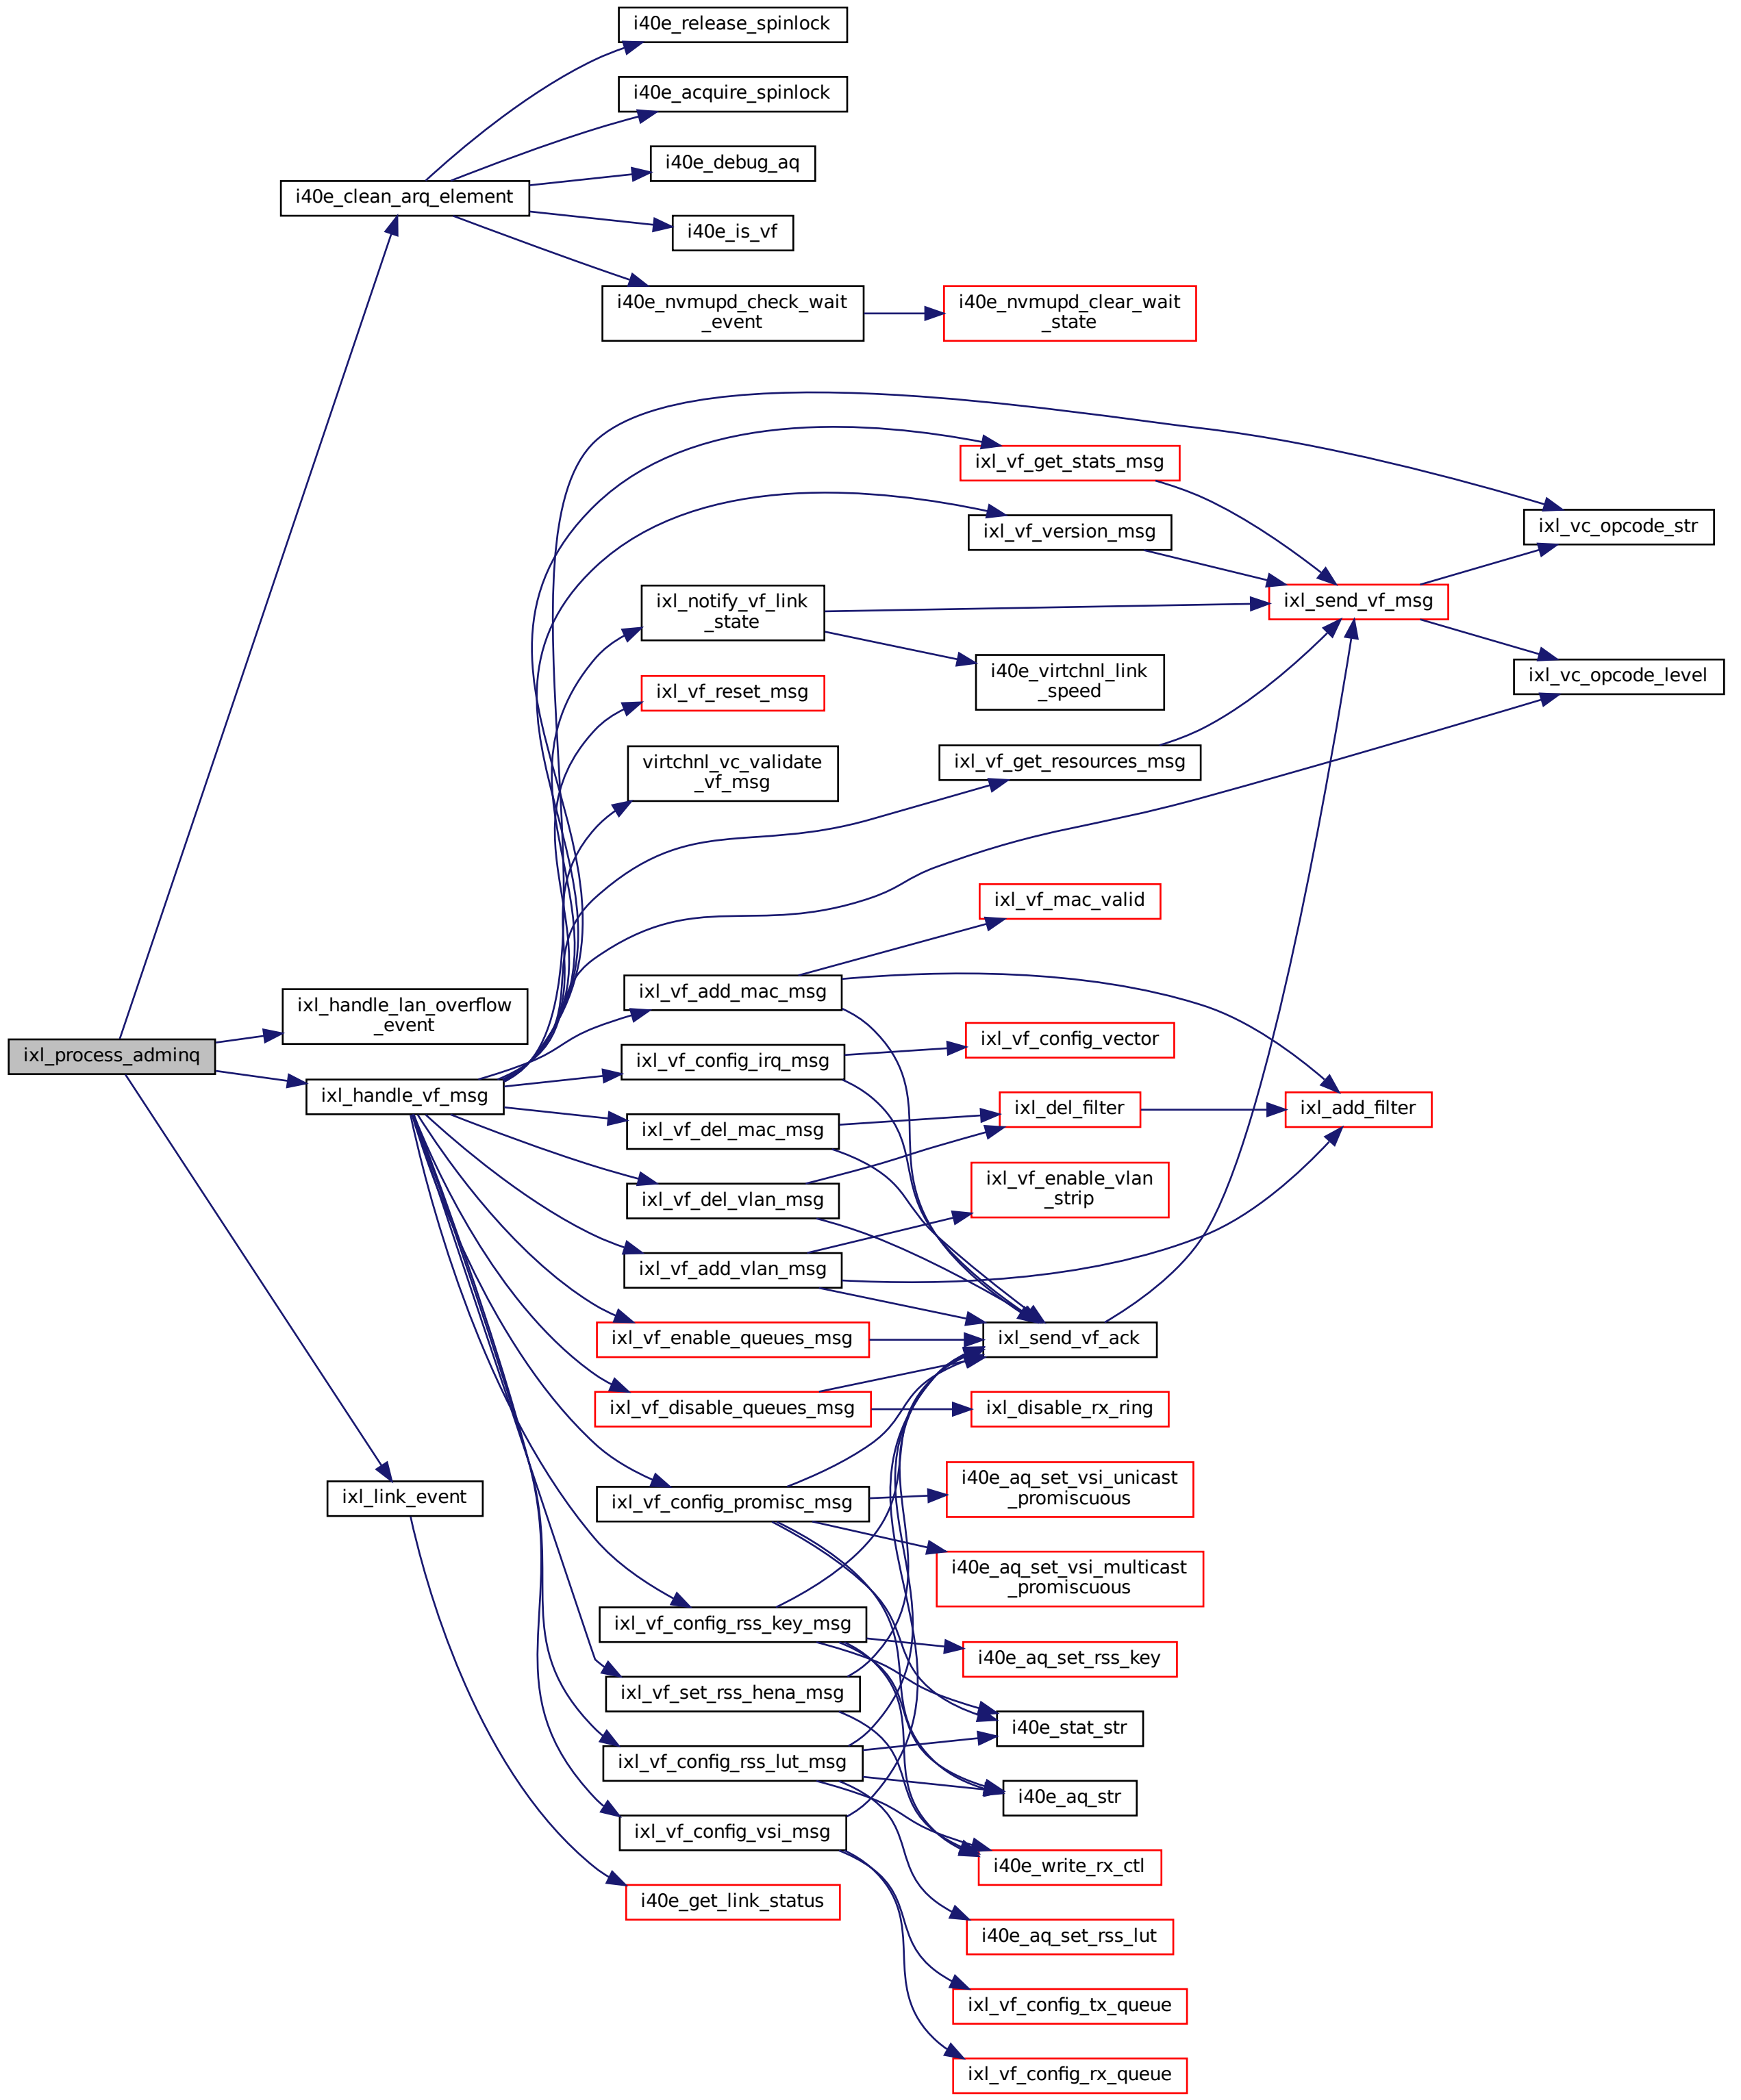 i40e_release_spinlock
i40e_acquire_spinlock
i40e_debug_aq
i40e_clean_arq_element
i40e_is_vf
i40e_nvmupd_check_wait
_event
i40e_nvmupd_clear_wait
_state
ixl_vf_get_stats_msg
ixl_vc_opcode_str
ixl_vf_version_msg
ixl_notify_vf_link
_state
ixl_send_vf_msg
i40e_virtchnl_link
_speed
ixl_vc_opcode_level
ixl_vf_reset_msg
virtchnl_vc_validate
_vf_msg
ixl_vf_get_resources_msg
ixl_vf_mac_valid
ixl_vf_add_mac_msg
ixl_handle_lan_overflow
_event
ixl_process_adminq
ixl_vf_config_irq_msg
ixl_vf_config_vector
ixl_handle_vf_msg
ixl_del_filter
ixl_add_filter
ixl_vf_del_mac_msg
ixl_vf_enable_vlan
_strip
ixl_vf_del_vlan_msg
ixl_vf_add_vlan_msg
ixl_vf_enable_queues_msg
ixl_send_vf_ack
ixl_vf_disable_queues_msg
ixl_disable_rx_ring
ixl_link_event
ixl_vf_config_promisc_msg
i40e_aq_set_vsi_unicast
_promiscuous
i40e_aq_set_vsi_multicast
_promiscuous
ixl_vf_config_rss_key_msg
i40e_aq_set_rss_key
ixl_vf_set_rss_hena_msg
i40e_stat_str
ixl_vf_config_rss_lut_msg
i40e_aq_str
ixl_vf_config_vsi_msg
i40e_write_rx_ctl
i40e_get_link_status
i40e_aq_set_rss_lut
ixl_vf_config_tx_queue
ixl_vf_config_rx_queue